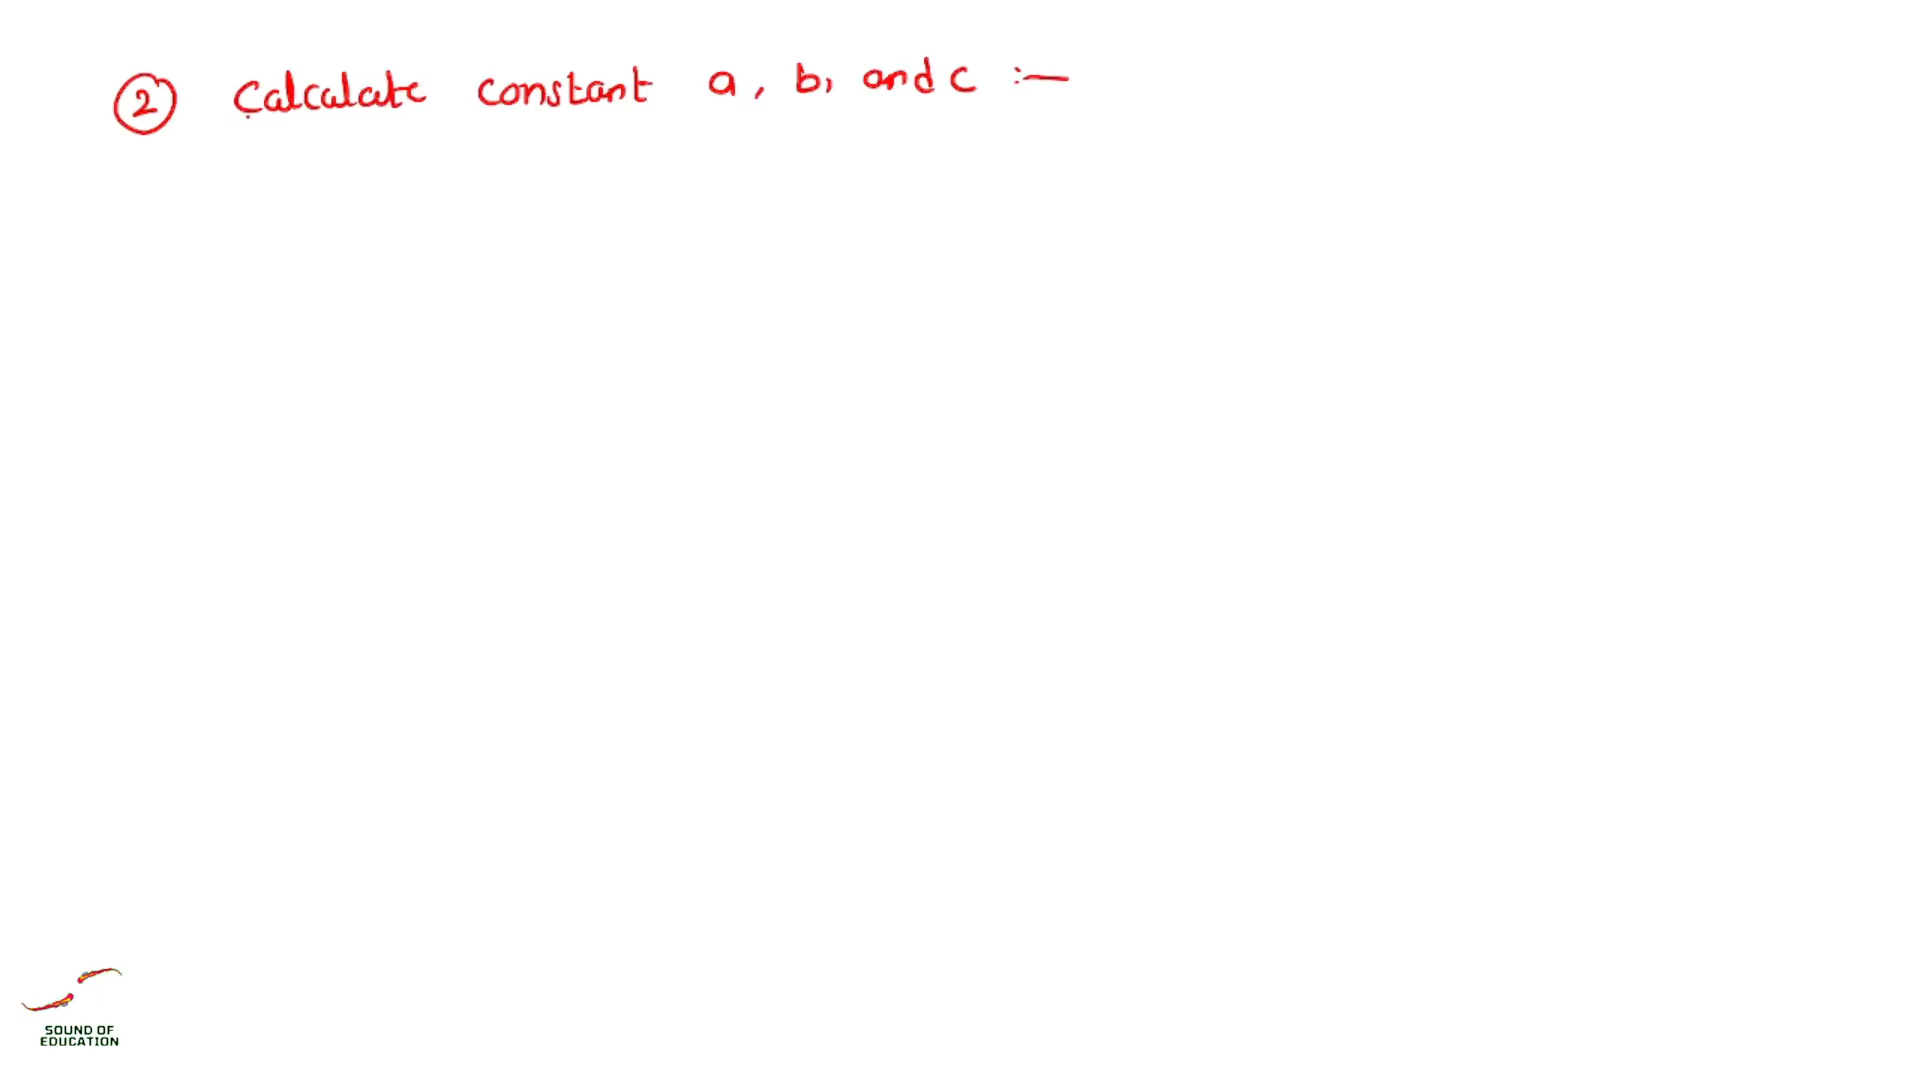 ② Calculate constant a, b, and c :—
SOUND OF
EDUCATION